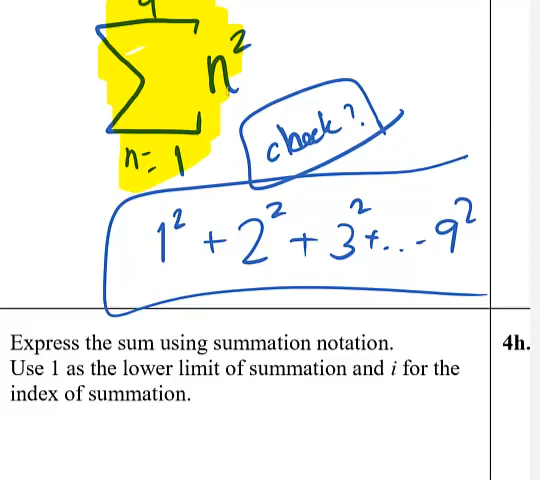 9
Σ n²
n=1
check?
1² + 2² + 3² + ... 9²
Express the sum using summation notation.
Use 1 as the lower limit of summation and i for the
index of summation.
4h.